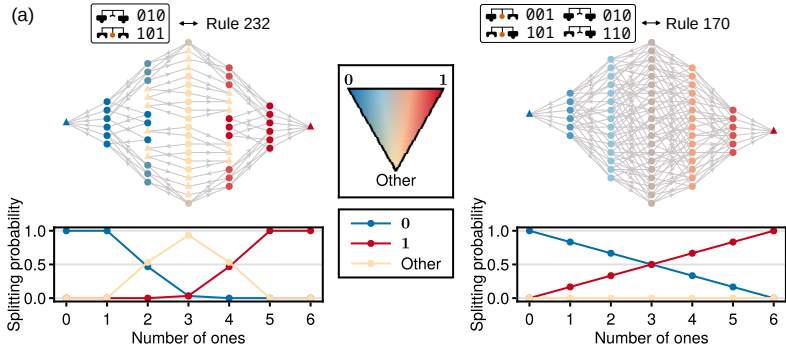 (a)
010
101
Rule 232
001 010
101 110
Rule 170
0 1
Other
Splitting probability
1.0
0.5
0.0
0 1 2 3 4 5 6
Number of ones
0
1
Other
Splitting probability
1.0
0.5
0.0
0 1 2 3 4 5 6
Number of ones